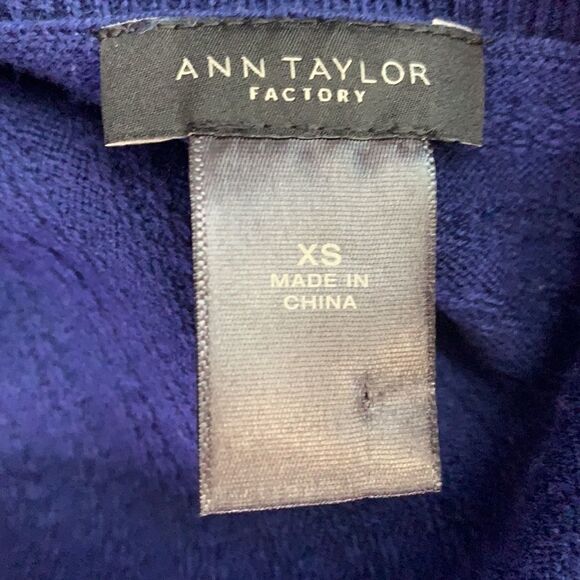 ANN TAYLOR
FACTORY
XS
MADE IN
CHINA